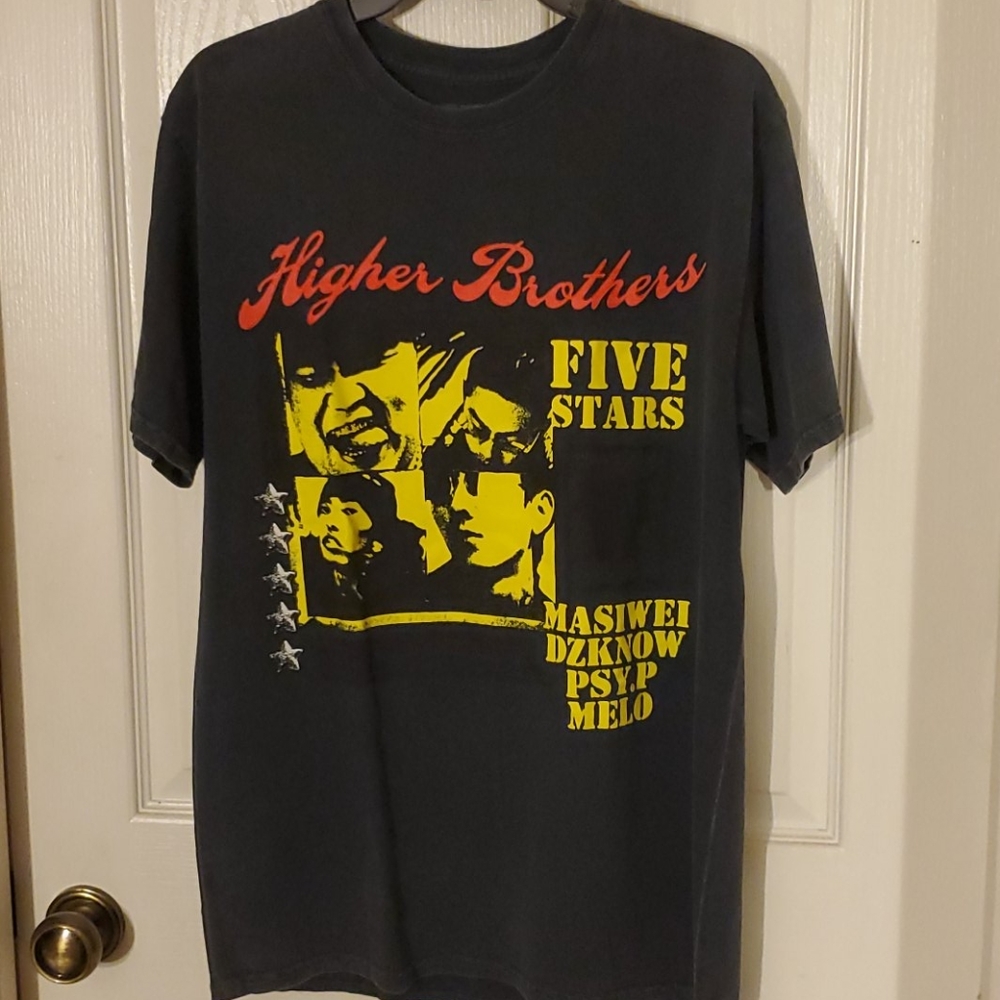 Higher Brothers
FIVE
STARS
MASIWEI
DZKNOW
PSY.P
MELO